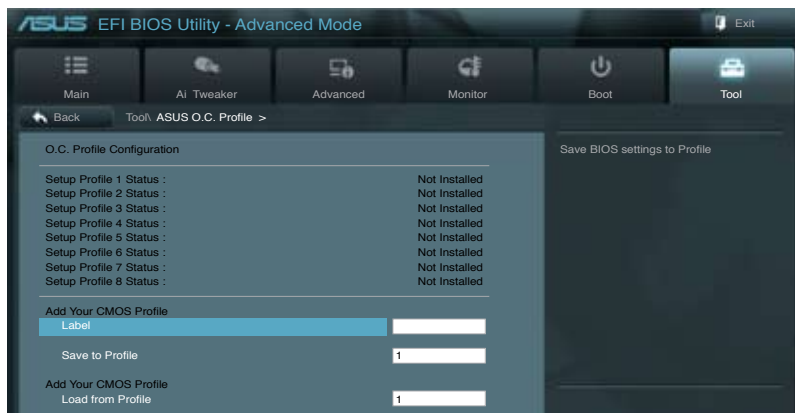 ASUS EFI BIOS Utility - Advanced Mode Exit
Main Ai Tweaker Advanced Monitor Boot Tool
Back Tool\ ASUS O.C. Profile >
O.C. Profile Configuration Save BIOS settings to Profile
Setup Profile 1 Status : Not Installed
Setup Profile 2 Status : Not Installed
Setup Profile 3 Status : Not Installed
Setup Profile 4 Status : Not Installed
Setup Profile 5 Status : Not Installed
Setup Profile 6 Status : Not Installed
Setup Profile 7 Status : Not Installed
Setup Profile 8 Status : Not Installed
Add Your CMOS Profile
Label
Save to Profile 1
Add Your CMOS Profile
Load from Profile 1